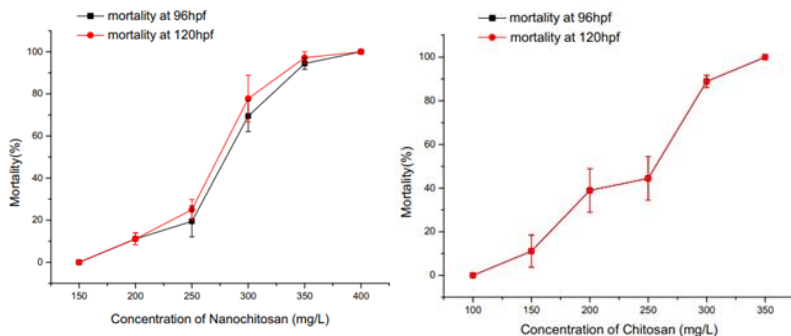 mortality at 96hpf
mortality at 120hpf
100
80
60
40
20
0
Mortality(%)
150 200 250 300 350 400
Concentration of Nanochitosan (mg/L)
mortality at 96hpf
mortality at 120hpf
100
80
60
40
20
0
Mortality(%)
100 150 200 250 300 350
Concentration of Chitosan (mg/L)